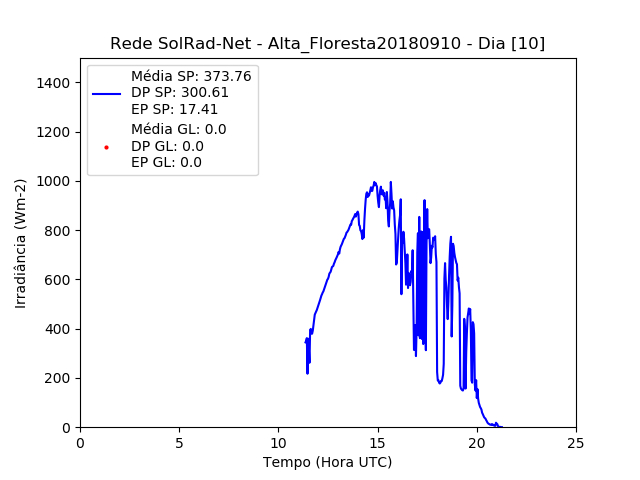 Rede SolRad-Net - Alta_Floresta20180910 - Dia [10]
Média SP: 373.76
DP SP: 300.61
EP SP: 17.41
Média GL: 0.0
DP GL: 0.0
EP GL: 0.0
Irradiância (Wm-2)
1400
1200
1000
800
600
400
200
0
0 5 10 15 20 25
Tempo (Hora UTC)